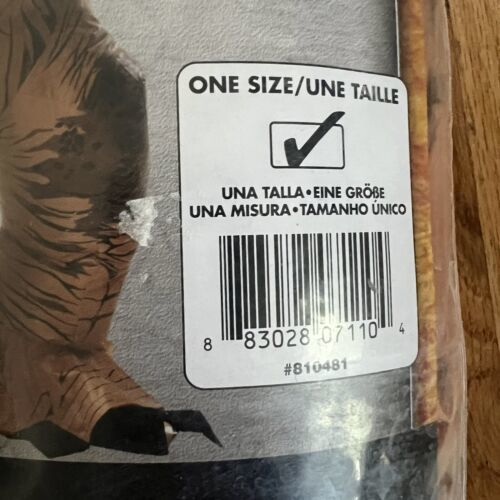 ONE SIZE/UNE TAILLE
UNA TALLA•EINE GRÖßE
UNA MISURA•TAMANHO ÚNICO
8 83028 07110 4
#810481